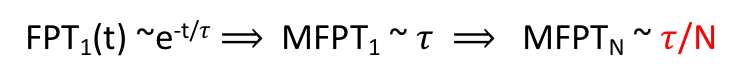 FPT₁(t) ~e^-t/τ ⟹ MFPT₁ ~ τ ⟹ MFPT_N ~ τ/N